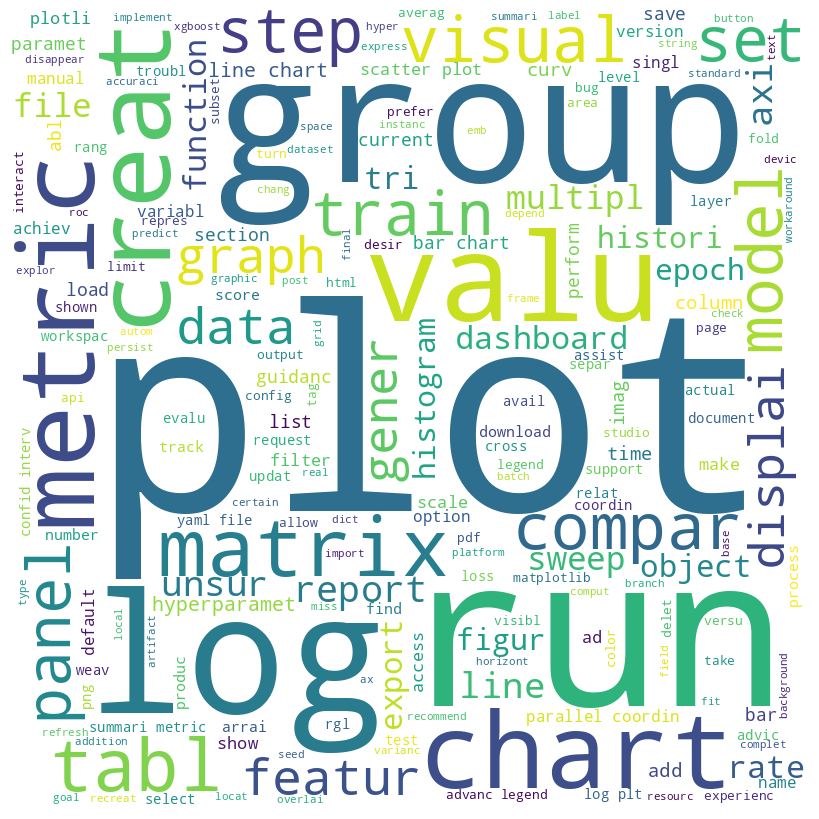 plotli
implement
xgboost
hyper
averag
summari
label
button
step
visual
save
set
paramet
disappear
express
version
string
text
manual
troubl
line chart
scatter plot
curv
level
singl
standard
accuraci
file
creat
function
subset
group
bug
area
axi
abl
rang
space
prefer
instanc
emb
current
fold
interact
metric
turn
dataset
tri
devic
roc
variabl
train
chang
multipl
layer
model
workaround
achiev
repres
predict
section
final
desir
bar chart
depend
perform
histori
explor
limit
graph
valu
epoch
load
shown
score
graphic
post
html
frame
column
check
workspac
autom
data
dashboard
page
persist
output
grid
gener
histogram
separ
assist
displai
api
config
guidanc
tag
plot
avail
imag
actual
evalu
list
download
studio
document
confid interv
track
request
cross
legend
time
make
updat
filter
real
batch
support
relat
certain
scale
coordin
number
yaml file
allow
dict
option
pdf
compar
matrix
import
platform
base
default
panel
unsur
report
loss
matplotlib
sweep
object
process
type
local
artifact
hyperparamet
miss
find
comput
branch
weav
png
produc
log
export
access
visibl
figur
run
delet
versu
horizont
ad
color
field
take
background
ax
line
fit
refresh
summari metric
arrai
rgl
recommend
parallel coordin
bar
addition
show
test
advic
tabl
featur
seed
varianc
chart
complet
add
rate
goal
recreat
select
locat
overlai
advanc legend
log plt
resourc
experienc
name